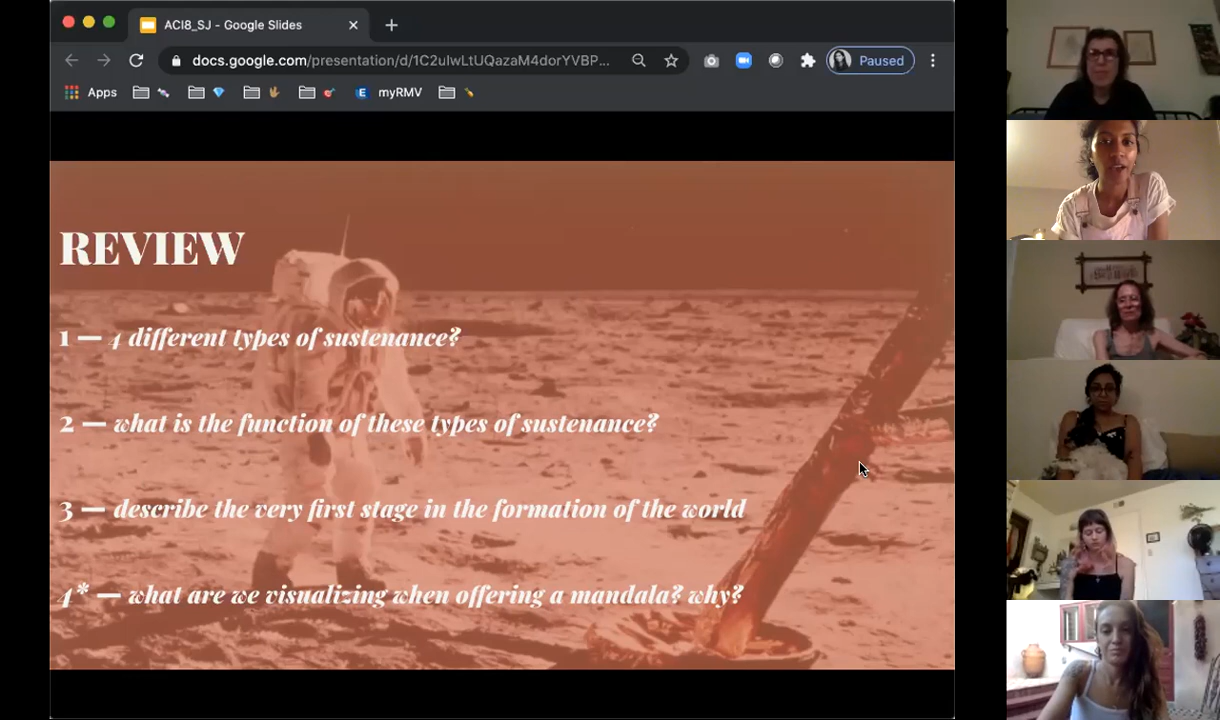 ACI8_SJ - Google Slides
docs.google.com/presentation/d/1C2ulwLtUQazaM4dorYVBP...
Paused
Apps
myRMV
REVIEW
1 — 4 different types of sustenance?
2 — what is the function of these types of sustenance?
3 — describe the very first stage in the formation of the world
4* — what are we visualizing when offering a mandala? why?